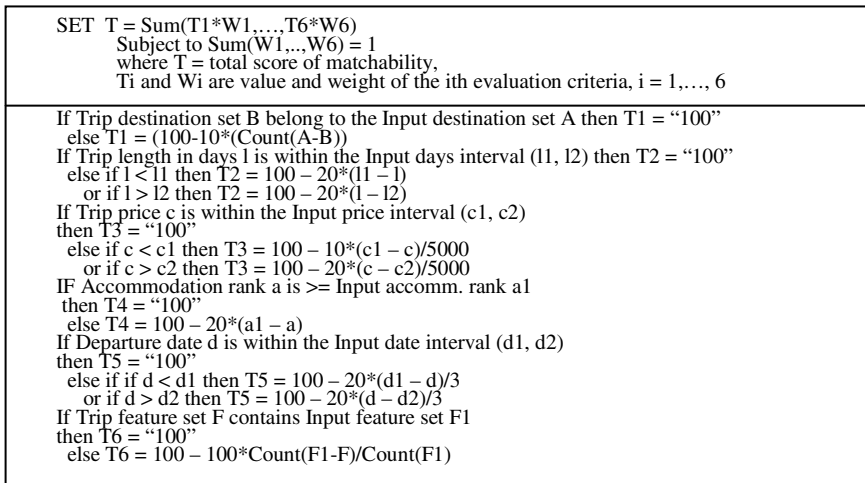 SET T = Sum(T1*W1,…,T6*W6)
Subject to Sum(W1,..,W6) = 1
where T = total score of matchability,
Ti and Wi are value and weight of the ith evaluation criteria, i = 1,…, 6
If Trip destination set B belong to the Input destination set A then T1 = “100”
else T1 = (100-10*(Count(A-B))
If Trip length in days l is within the Input days interval (l1, l2) then T2 = “100”
else if l < l1 then T2 = 100 – 20*(l1 – l)
or if l > l2 then T2 = 100 – 20*(l – l2)
If Trip price c is within the Input price interval (c1, c2)
then T3 = “100”
else if c < c1 then T3 = 100 – 10*(c1 – c)/5000
or if c > c2 then T3 = 100 – 20*(c – c2)/5000
IF Accommodation rank a is >= Input accomm. rank a1
then T4 = “100”
else T4 = 100 – 20*(a1 – a)
If Departure date d is within the Input date interval (d1, d2)
then T5 = “100”
else if if d < d1 then T5 = 100 – 20*(d1 – d)/3
or if d > d2 then T5 = 100 – 20*(d – d2)/3
If Trip feature set F contains Input feature set F1
then T6 = “100”
else T6 = 100 – 100*Count(F1-F)/Count(F1)